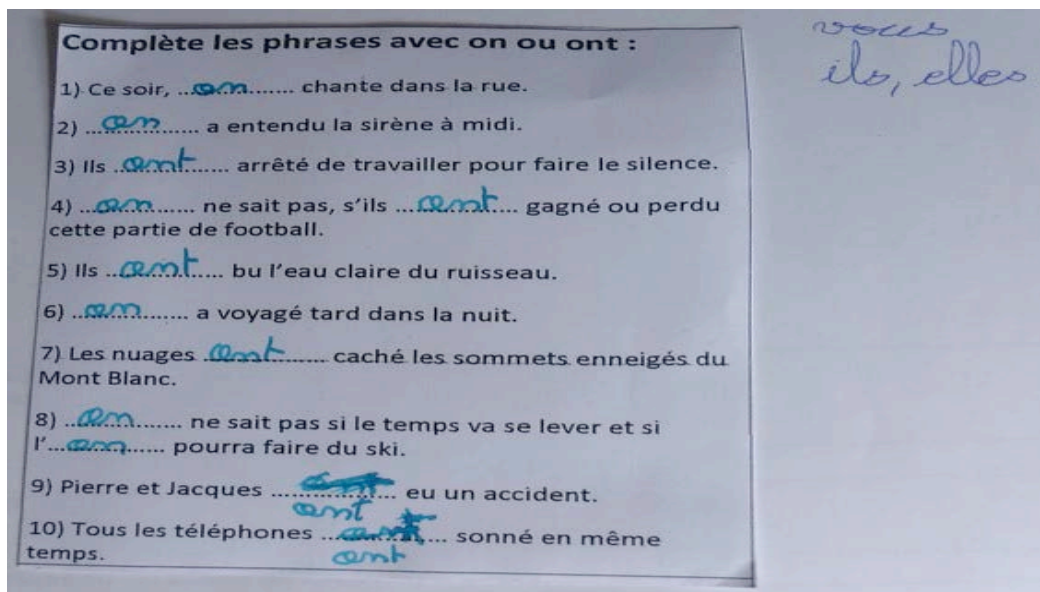 Complète les phrases avec on ou ont :
1) Ce soir, ..on....... chante dans la rue.
2) ....on....... a entendu la sirène à midi.
3) Ils ..ont....... arrêté de travailler pour faire le silence.
4) ...on....... ne sait pas, s'ils ...ont.... gagné ou perdu
cette partie de football.
5) Ils ..ont..... bu l'eau claire du ruisseau.
6) ..on....... a voyagé tard dans la nuit.
7) Les nuages ..ont....... caché les sommets enneigés du
Mont Blanc.
8) ..on....... ne sait pas si le temps va se lever et si
l'...on...... pourra faire du ski.
9) Pierre et Jacques ................. eu un accident.
ont
10) Tous les téléphones ................ sonné en même
temps.
ont
vous
ils, elles